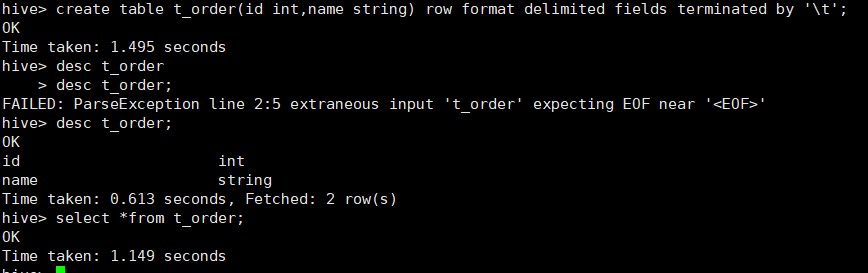 hive> create table t_order(id int,name string) row format delimited fields terminated by '\t';
OK
Time taken: 1.495 seconds
hive> desc t_order
    > desc t_order;
FAILED: ParseException line 2:5 extraneous input 't_order' expecting EOF near '<EOF>'
hive> desc t_order;
OK
id                  	int
name                	string
Time taken: 0.613 seconds, Fetched: 2 row(s)
hive> select *from t_order;
OK
Time taken: 1.149 seconds
hive>